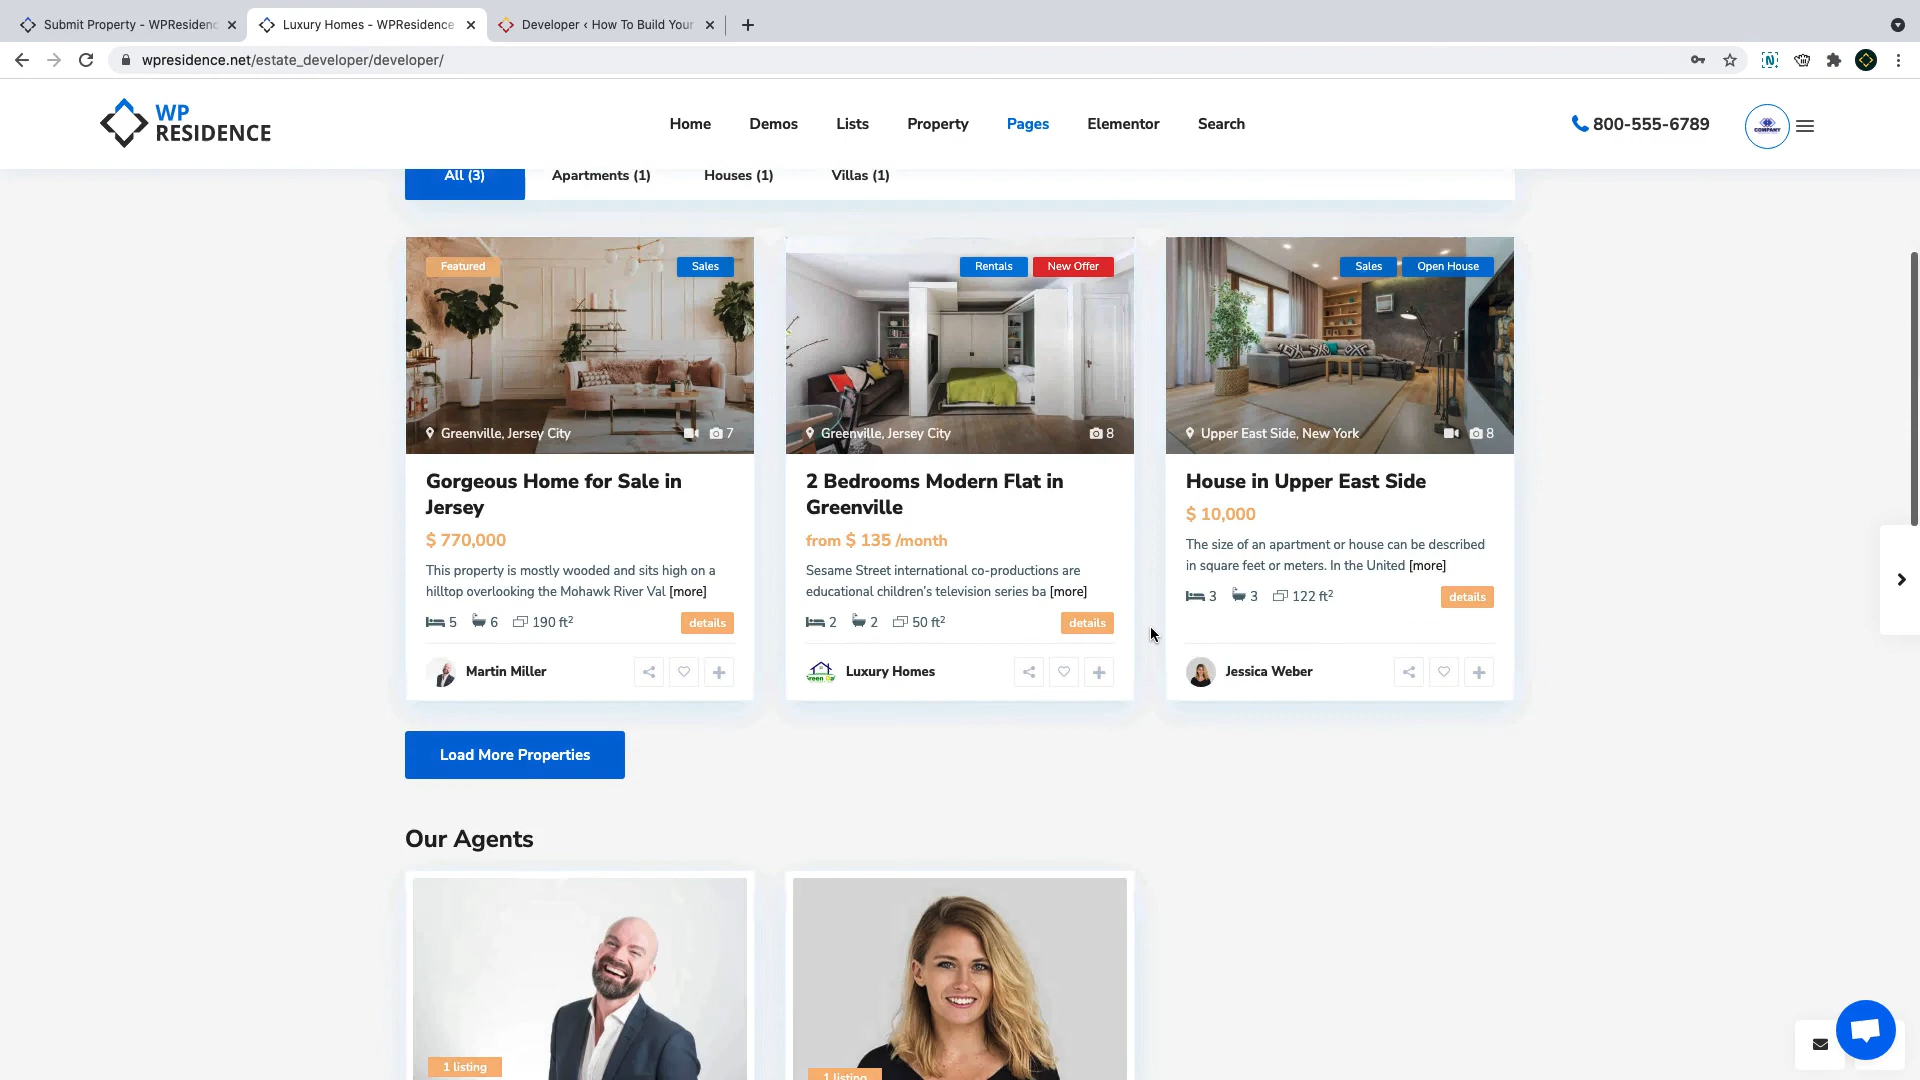 Submit Property - WPResidenc
Luxury Homes - WPResidence
Developer ‹ How To Build Your
wpresidence.net/estate_developer/developer/
WP
RESIDENCE
Home
Demos
Lists
Property
Pages
Elementor
Search
800-555-6789
COMPANY
All (3)
Apartments (1)
Houses (1)
Villas (1)
Featured
Sales
Greenville, Jersey City
7
Gorgeous Home for Sale in
Jersey
$ 770,000
This property is mostly wooded and sits high on a
hilltop overlooking the Mohawk River Val [more]
5
6
190 ft²
details
Martin Miller
Rentals
New Offer
Greenville, Jersey City
8
2 Bedrooms Modern Flat in
Greenville
from $ 135 /month
Sesame Street international co-productions are
educational children's television series ba [more]
2
2
50 ft²
details
Luxury Homes
Sales
Open House
Upper East Side, New York
8
House in Upper East Side
$ 10,000
The size of an apartment or house can be described
in square feet or meters. In the United [more]
3
3
122 ft²
details
Jessica Weber
Load More Properties
Our Agents
1 listing
1 listing